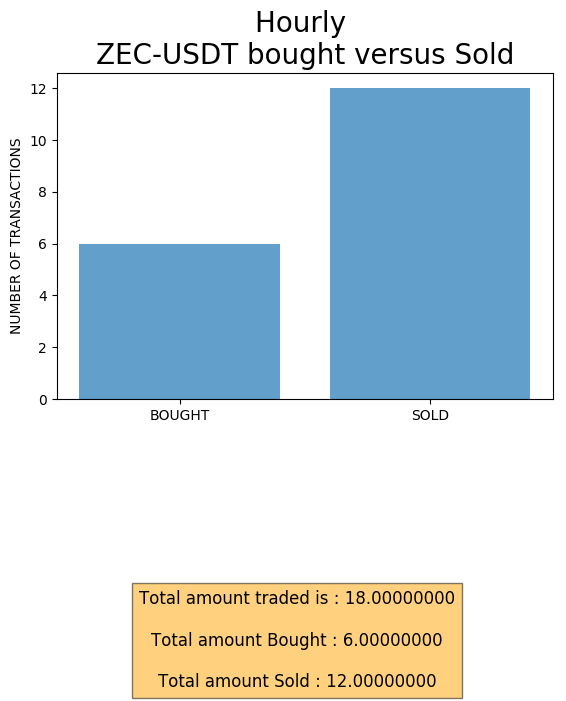 Hourly
ZEC-USDT bought versus Sold
NUMBER OF TRANSACTIONS
12
10
8
6
4
2
0
BOUGHT
SOLD
Total amount traded is : 18.00000000
Total amount Bought : 6.00000000
Total amount Sold : 12.00000000